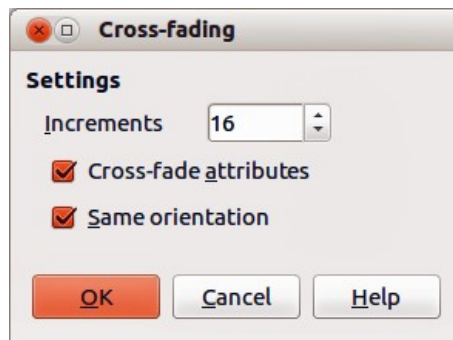 Cross-fading
Settings
Increments 16
Cross-fade attributes
Same orientation
OK Cancel Help